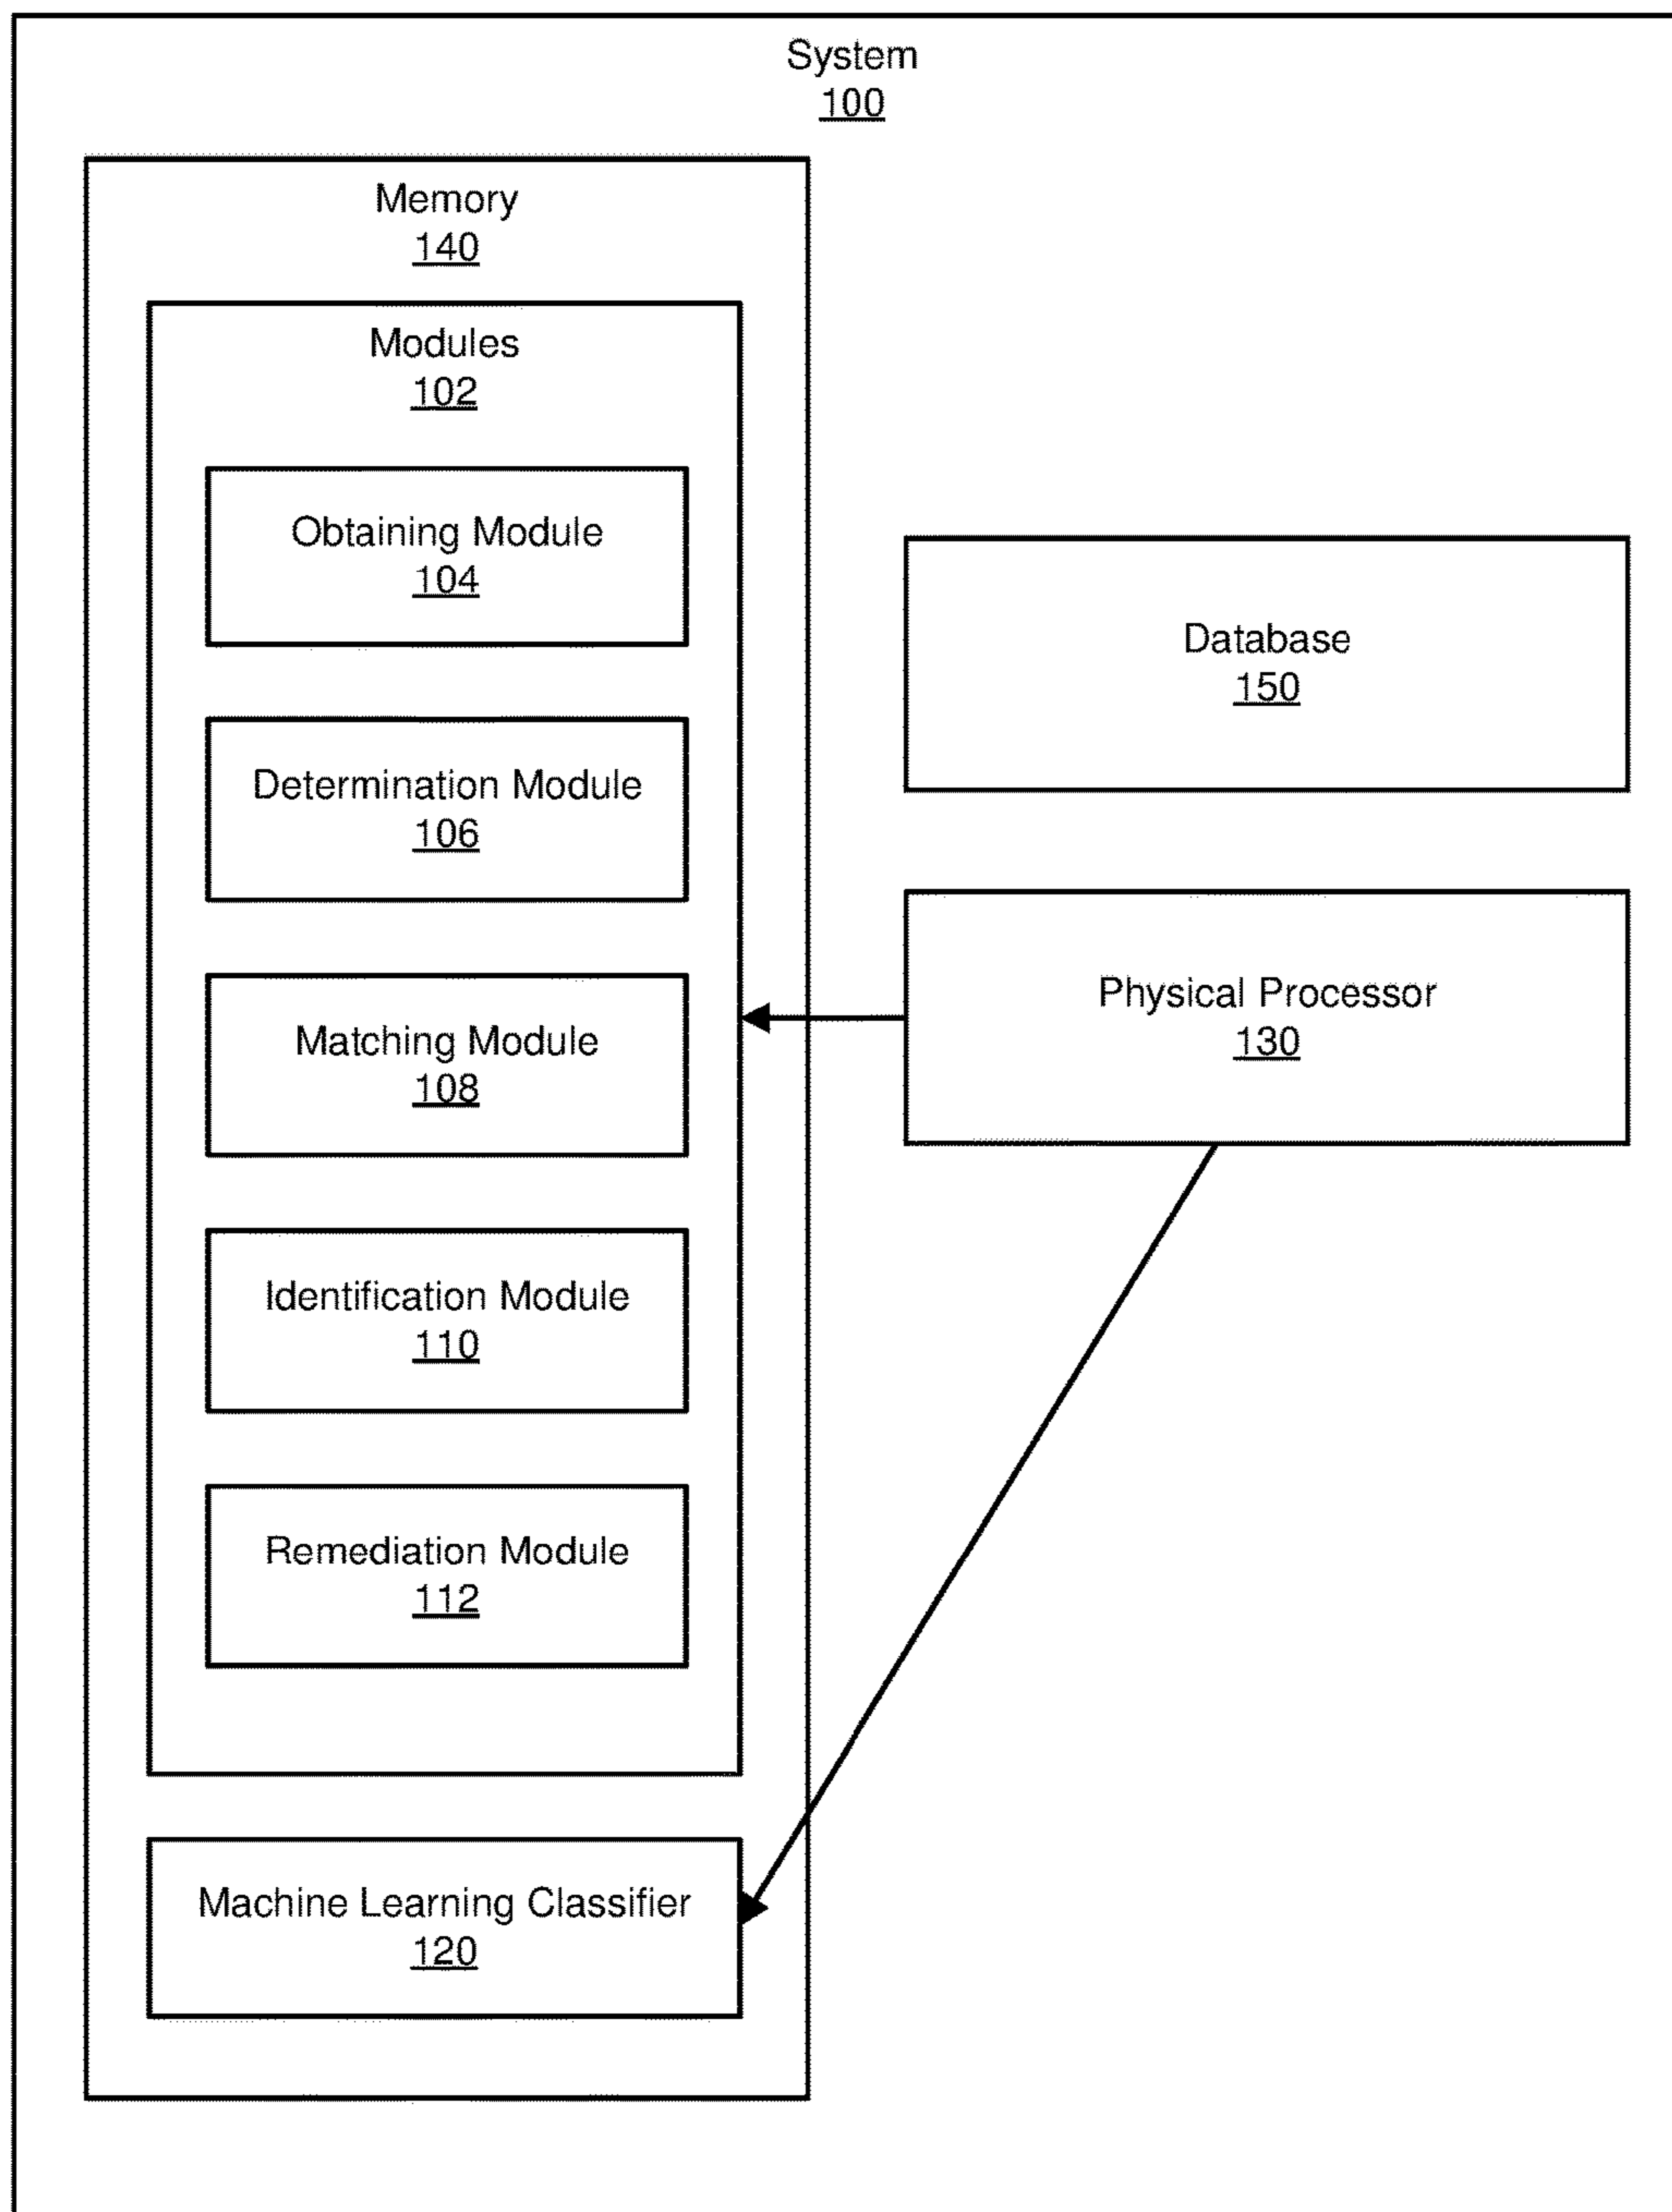 System
100
Memory
140
Modules
102
Obtaining Module
104
Determination Module
106
Matching Module
108
Identification Module
110
Remediation Module
112
Machine Learning Classifier
120
Database
150
Physical Processor
130